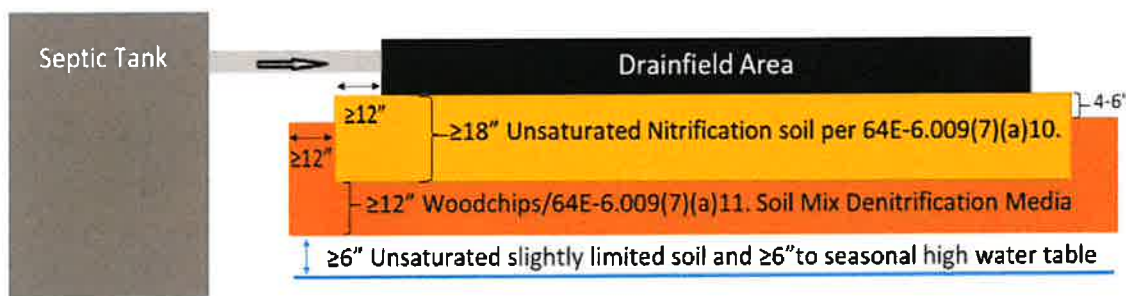 Septic Tank
Drainfield Area
≥12"
4-6"
≥18" Unsaturated Nitrification soil per 64E-6.009(7)(a)10.
≥12"
≥12" Woodchips/64E-6.009(7)(a)11. Soil Mix Denitrification Media
≥6" Unsaturated slightly limited soil and ≥6"to seasonal high water table